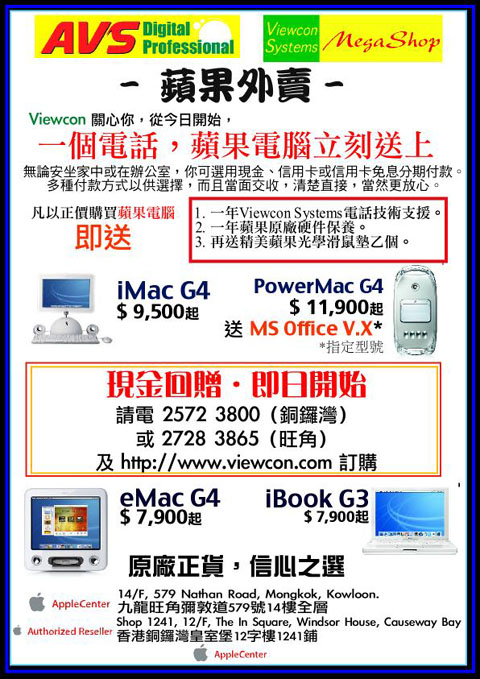 AV'S Digital Professional
Viewcon Systems MegaShop
- 蘋果外賣 -
Viewcon 關心你，從今日開始，
一個電話，蘋果電腦立刻送上
無論安坐家中或在辦公室，你可選用現金、信用卡或信用卡免息分期付款。
多種付款方式以供選擇，而且當面交收，清楚直接，當然更放心。
凡以正價購買蘋果電腦
即送
1. 一年Viewcon Systems電話技術支援。
2. 一年蘋果原廠硬件保養。
3. 再送精美蘋果光學滑鼠墊乙個。
iMac G4
$ 9,500起
PowerMac G4
$ 11,900起
送 MS Office V.X*
*指定型號
現金回贈・即日開始
請電 2572 3800 (銅鑼灣)
或 2728 3865 (旺角)
及 http://www.viewcon.com 訂購
eMac G4
$ 7,900起
iBook G3
$ 7,900起
原廠正貨，信心之選
AppleCenter
14/F, 579 Nathan Road, Mongkok, Kowloon.
九龍旺角彌敦道579號14樓全層
Authorized Reseller
Shop 1241, 12/F, The In Square, Windsor House, Causeway Bay
香港銅鑼灣皇室堡12字樓1241鋪
AppleCenter